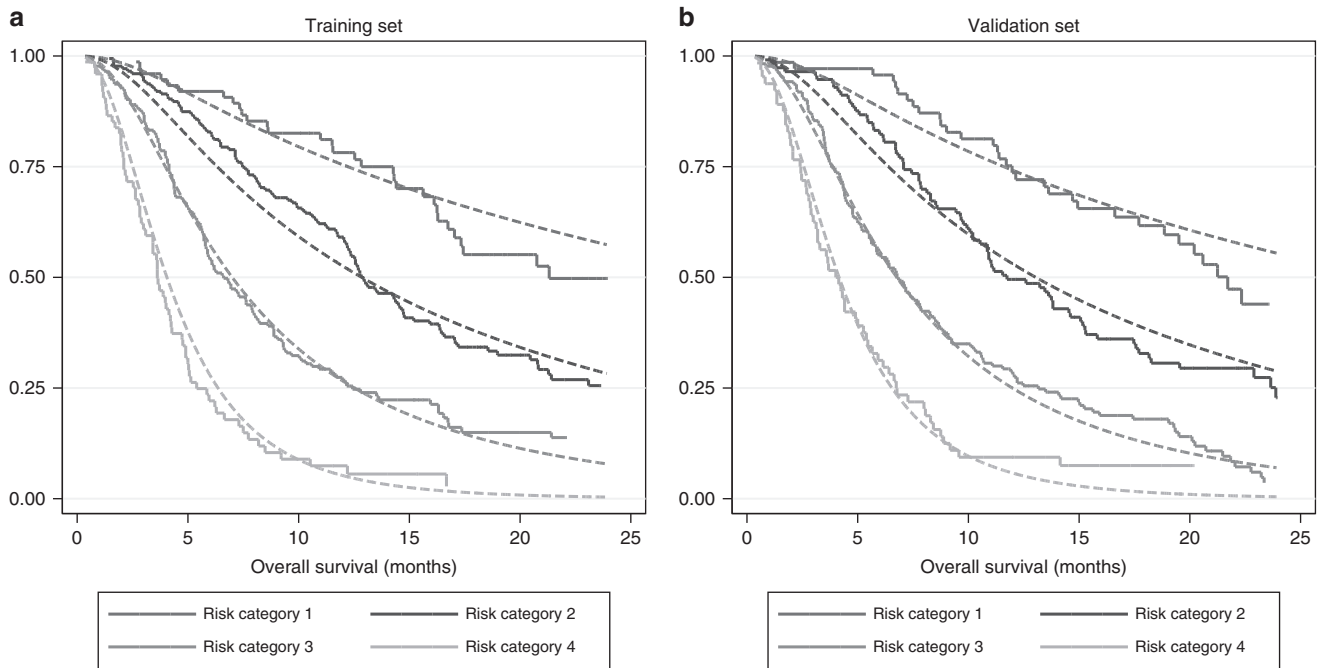 a
Training set
1.00
0.75
0.50
0.25
0.00
0 5 10 15 20 25
Overall survival (months)
Risk category 1 Risk category 2
Risk category 3 Risk category 4
b
Validation set
1.00
0.75
0.50
0.25
0.00
0 5 10 15 20 25
Overall survival (months)
Risk category 1 Risk category 2
Risk category 3 Risk category 4